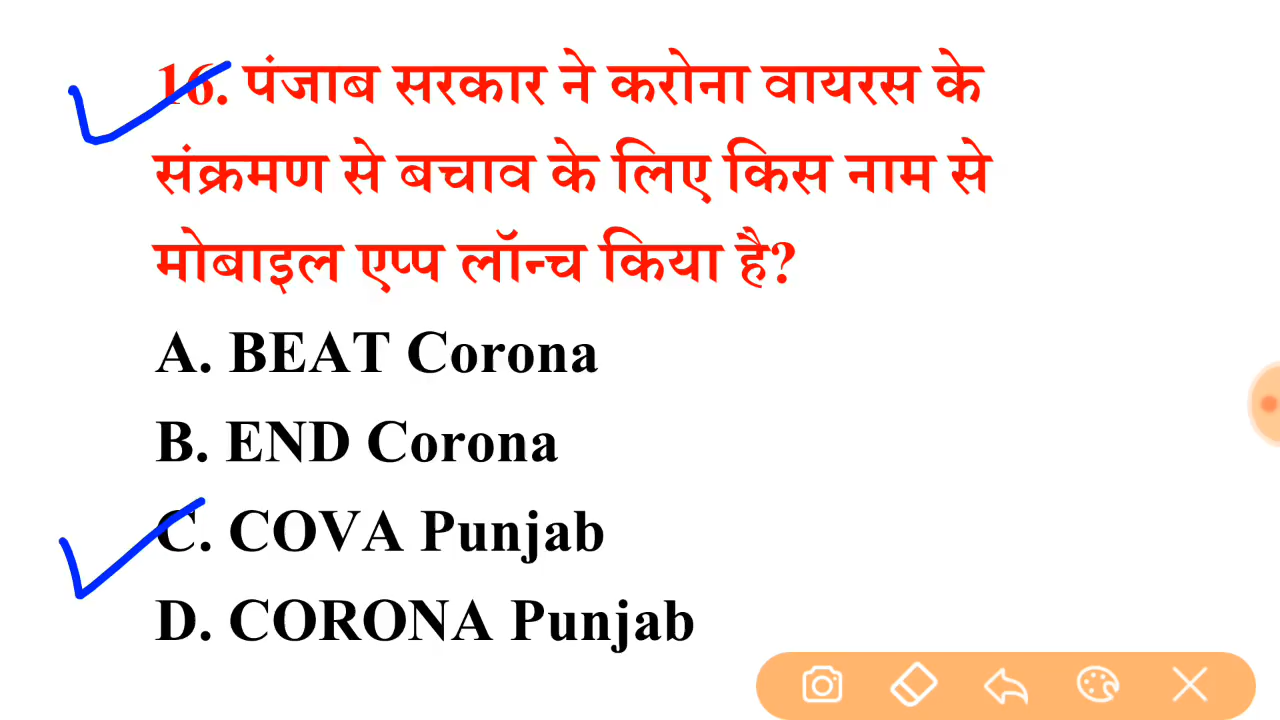 16. पंजाब सरकार ने करोना वायरस के
संक्रमण से बचाव के लिए किस नाम से
मोबाइल एप्प लॉन्च किया है?
A. BEAT Corona
B. END Corona
C. COVA Punjab
D. CORONA Punjab